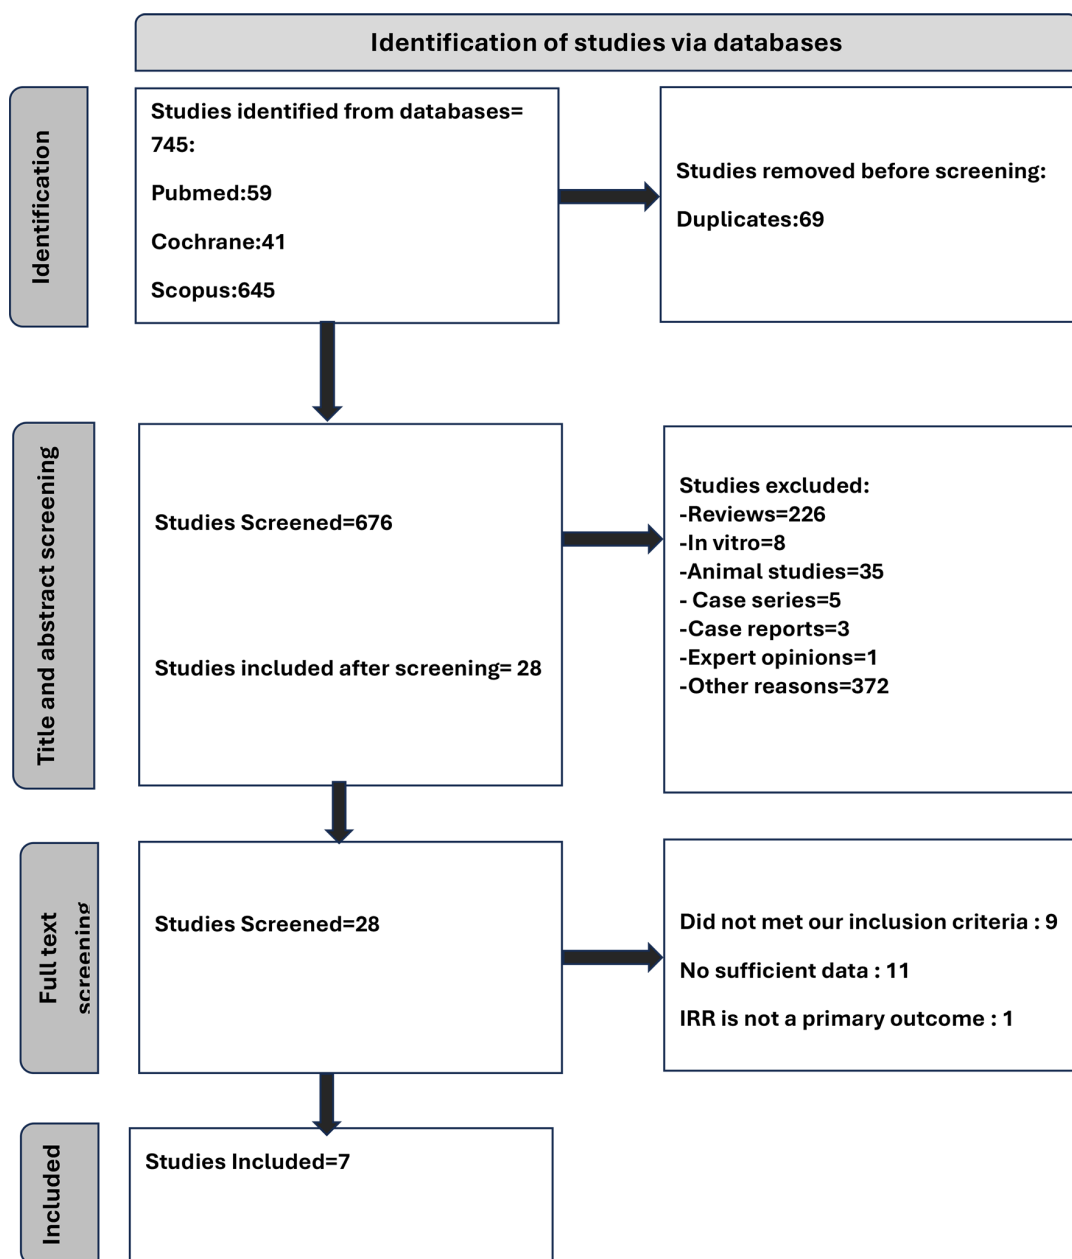 Identification of studies via databases
Identification
Studies identified from databases=
745:
Pubmed:59
Cochrane:41
Scopus:645
Studies removed before screening:
Duplicates:69
Title and abstract screening
Studies Screened=676
Studies included after screening= 28
Studies excluded:
-Reviews=226
-In vitro=8
-Animal studies=35
- Case series=5
-Case reports=3
-Expert opinions=1
-Other reasons=372
Full text
screening
Studies Screened=28
Did not met our inclusion criteria : 9
No sufficient data : 11
IRR is not a primary outcome : 1
Included
Studies Included=7